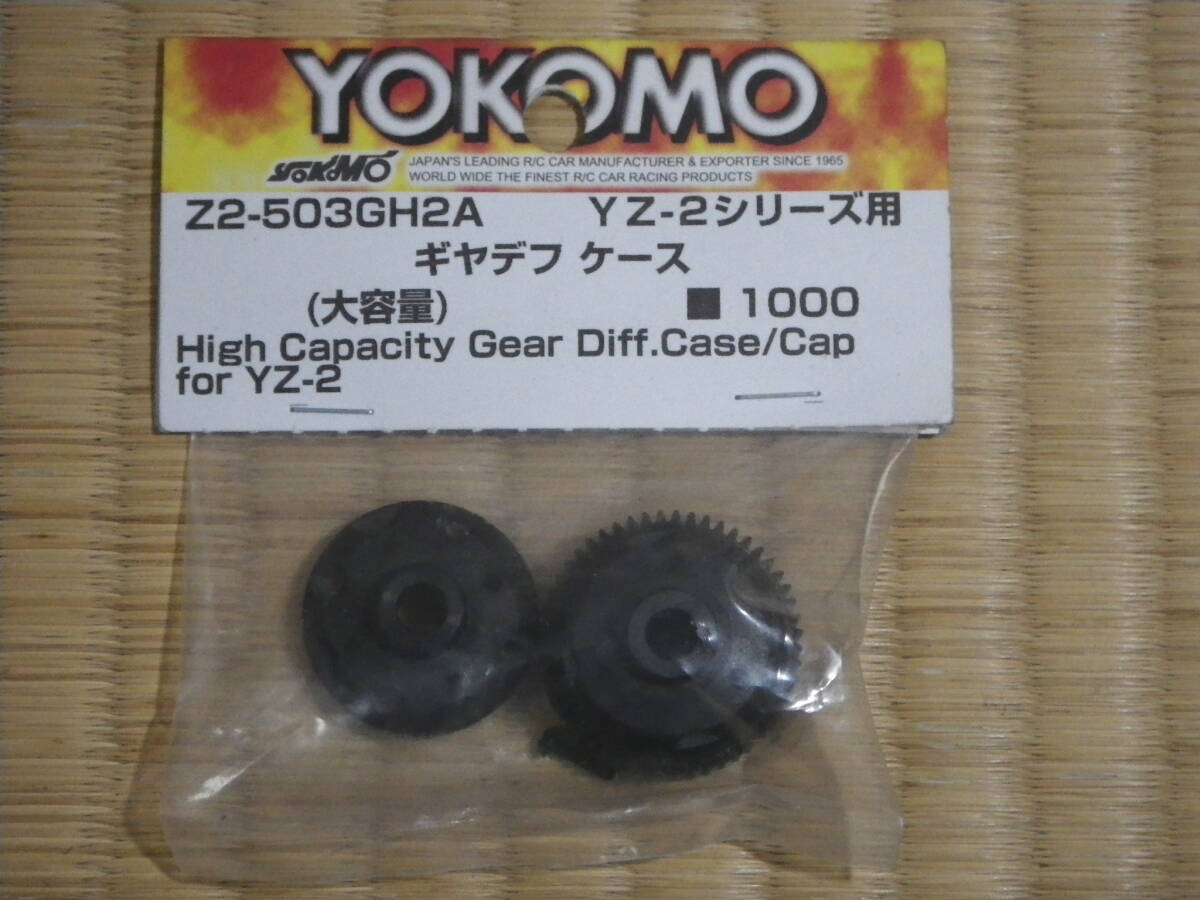 YOKOMO
YOKOMO JAPAN'S LEADING R/C CAR MANUFACTURER & EXPORTER SINCE 1965
WORLD WIDE THE FINEST R/C CAR RACING PRODUCTS
Z2-503GH2A YZ-2シリーズ用
ギヤデフ ケース
(大容量) ■ 1000
High Capacity Gear Diff.Case/Cap
for YZ-2